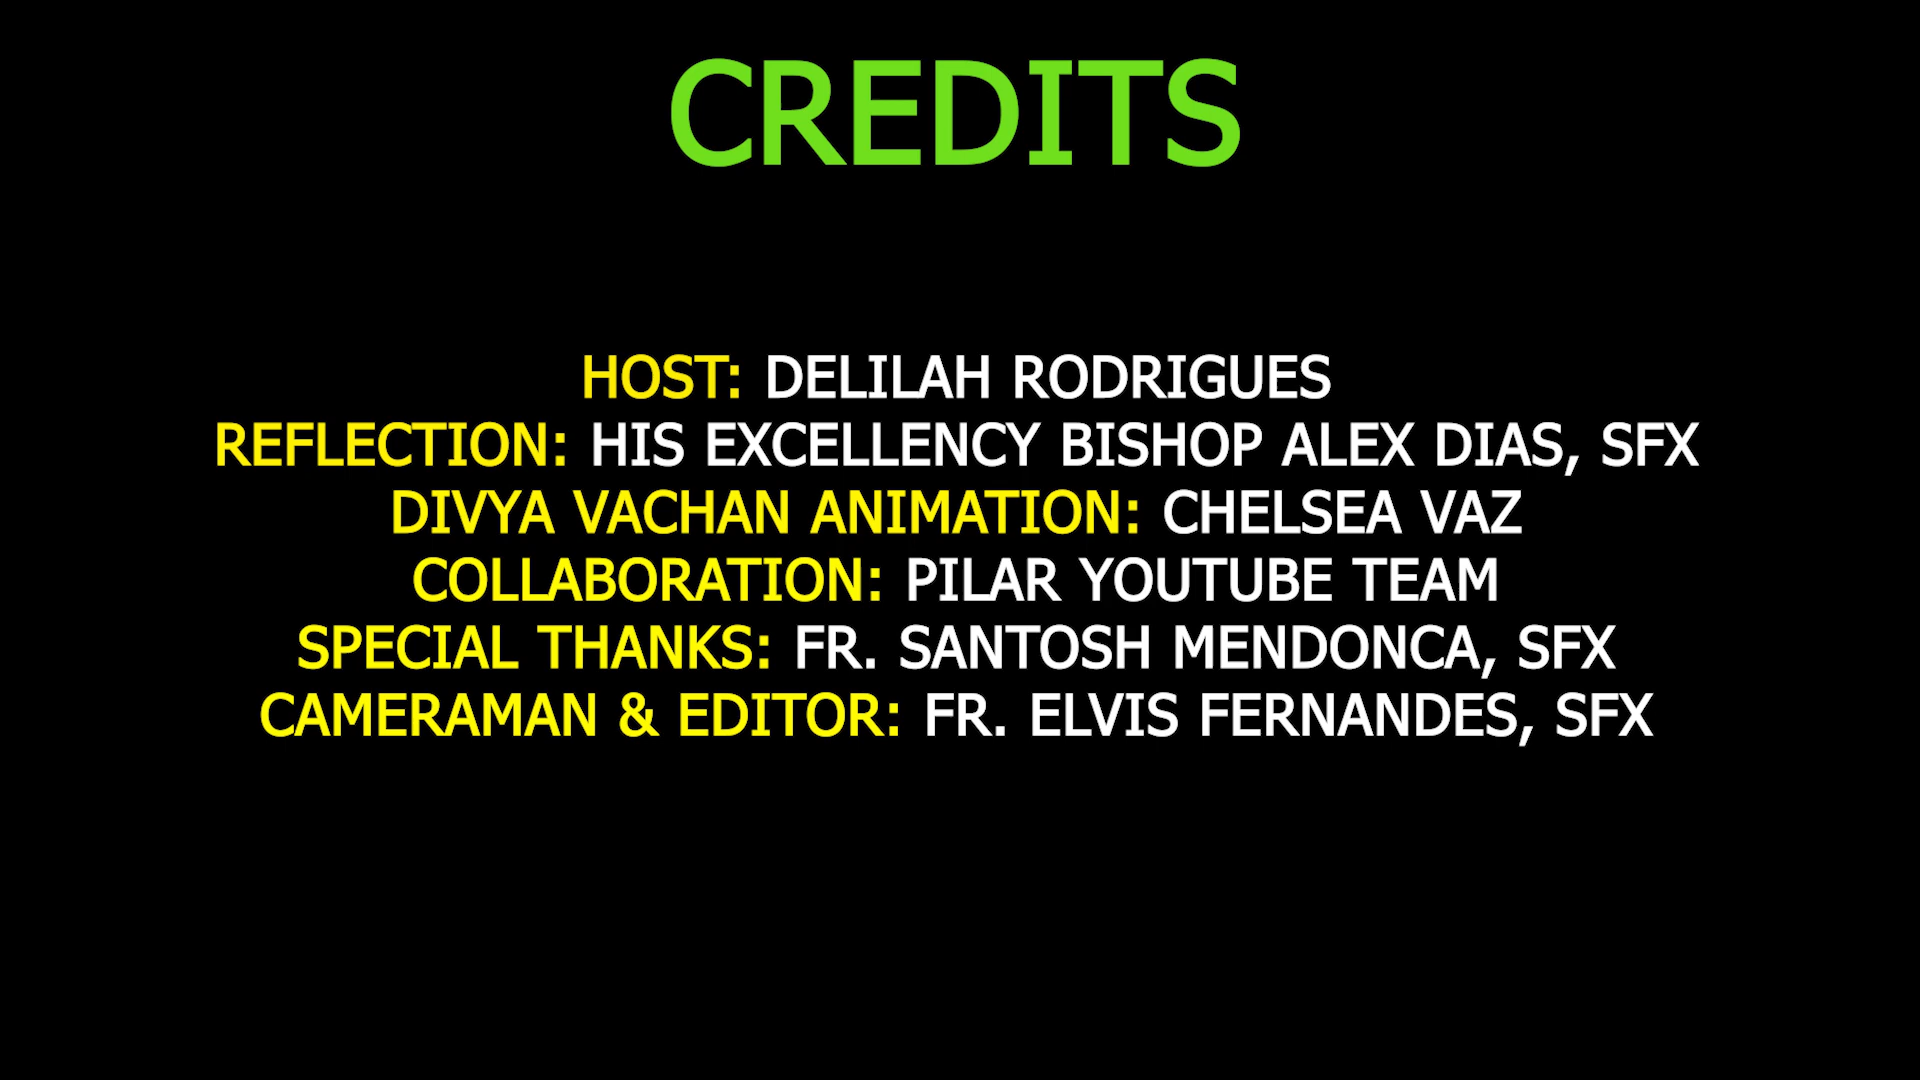 CREDITS
HOST: DELILAH RODRIGUES
REFLECTION: HIS EXCELLENCY BISHOP ALEX DIAS, SFX
DIVYA VACHAN ANIMATION: CHELSEA VAZ
COLLABORATION: PILAR YOUTUBE TEAM
SPECIAL THANKS: FR. SANTOSH MENDONCA, SFX
CAMERAMAN & EDITOR: FR. ELVIS FERNANDES, SFX